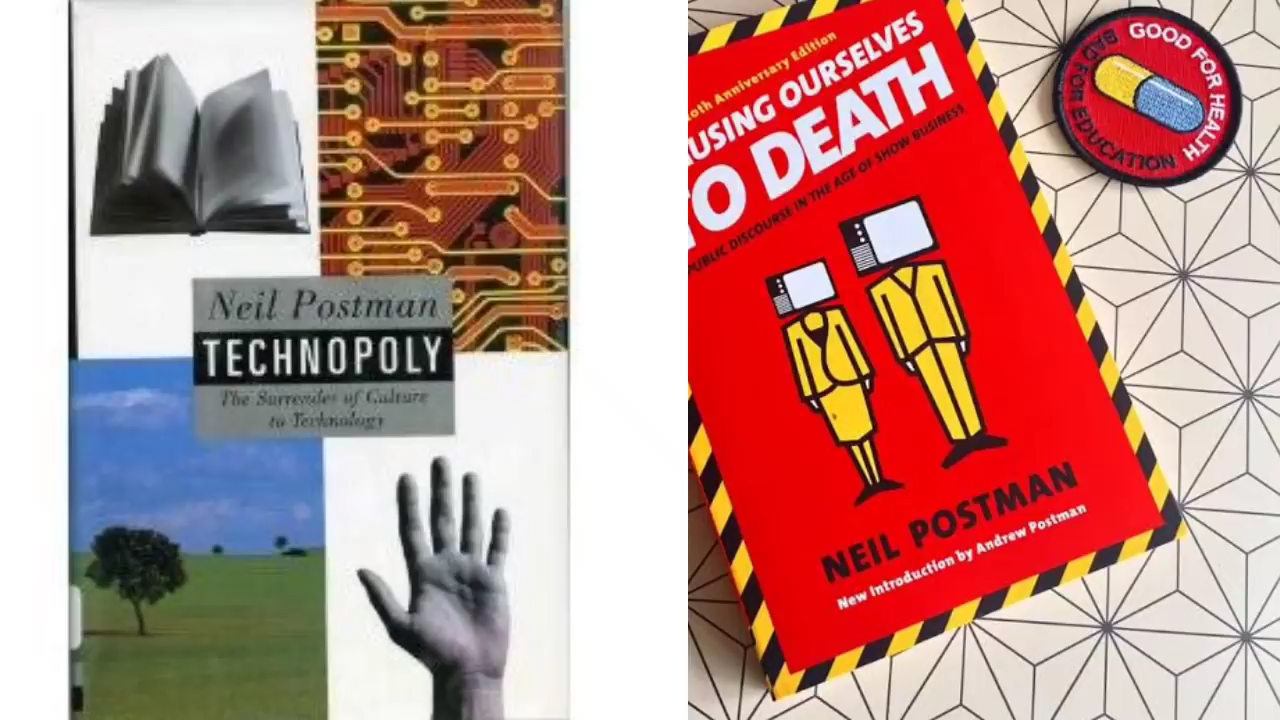 Neil Postman
TECHNOPOLY
The Surrender of Culture
to Technology
0th Anniversary Edition
USING OURSELVES
TO DEATH
PUBLIC DISCOURSE IN THE AGE OF SHOW BUSINESS
NEIL POSTMAN
New Introduction by Andrew Postman
GOOD FOR HEALTH
BAD FOR EDUCATION